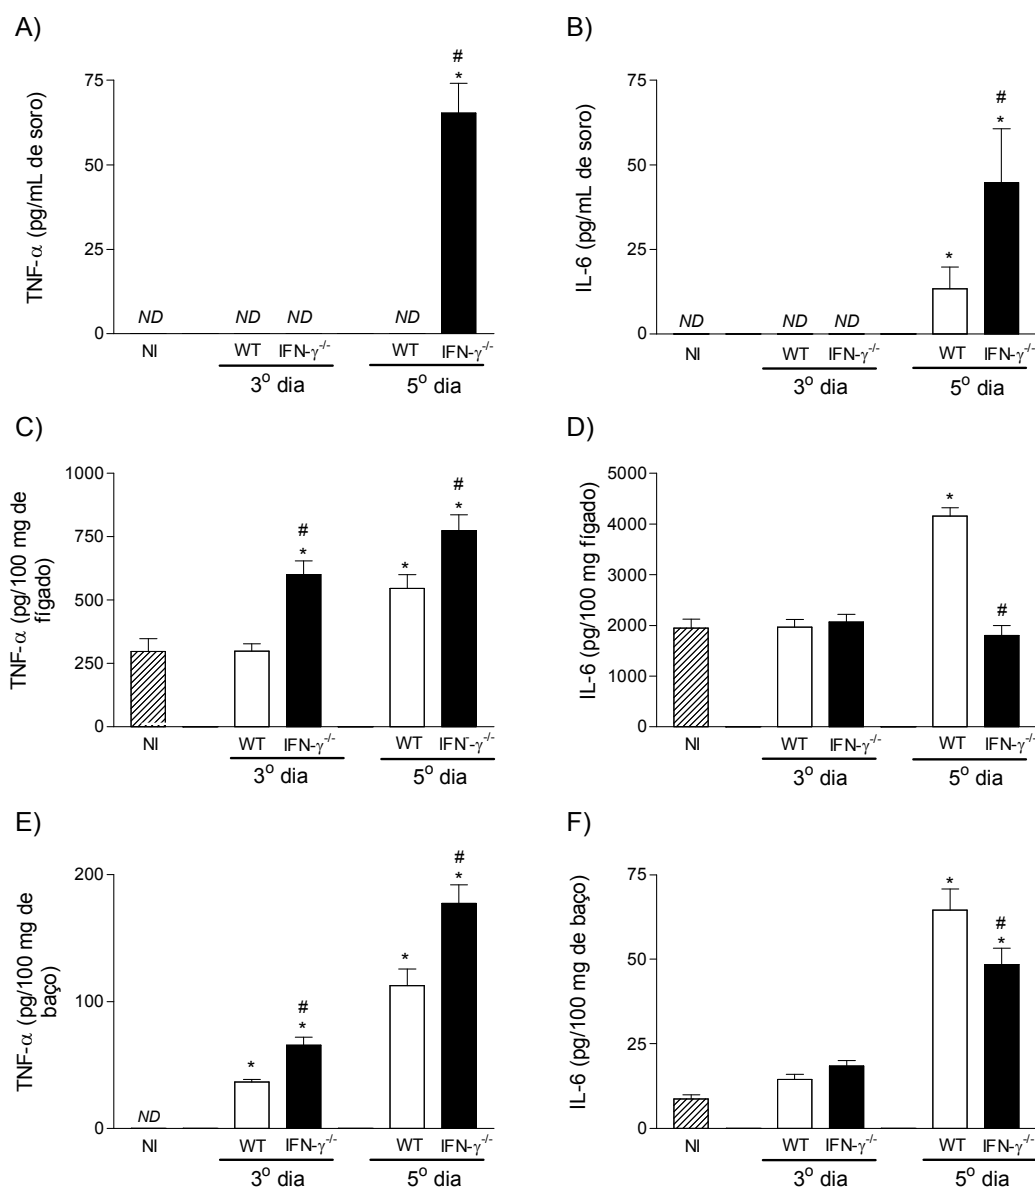 A)
TNF-α (pg/mL de soro)
75
50
25
0
#
*
ND
ND
ND
ND
NI
WT
IFN-γ-/-
WT
IFN-γ-/-
3º dia
5º dia
B)
IL-6 (pg/mL de soro)
75
50
25
0
#
*
*
ND
ND
ND
NI
WT
IFN-γ-/-
WT
IFN-γ-/-
3º dia
5º dia
C)
TNF-α (pg/100 mg de
fígado)
1000
750
500
250
0
#
*
*
#
*
NI
WT
IFN-γ-/-
WT
IFN-γ-/-
3º dia
5º dia
D)
IL-6 (pg/100 mg fígado)
5000
4000
3000
2000
1000
0
*
#
NI
WT
IFN-γ-/-
WT
IFN-γ-/-
3º dia
5º dia
E)
TNF-α (pg/100 mg de
baço)
200
100
0
ND
*
#
*
*
#
*
NI
WT
IFN-γ-/-
WT
IFN-γ-/-
3º dia
5º dia
F)
IL-6 (pg/100 mg de baço)
75
50
25
0
*
#
*
NI
WT
IFN-γ-/-
WT
IFN-γ-/-
3º dia
5º dia